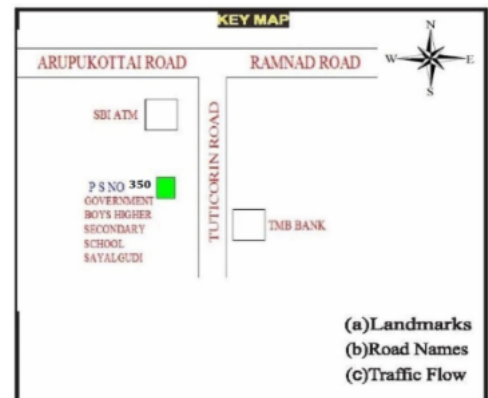 KEY MAP
N
W E
S
ARUPUKOTTAI ROAD
RAMNAD ROAD
SBI ATM
TUTICORIN ROAD
P S NO 350
GOVERNMENT
BOYS HIGHER
SECONDARY
SCHOOL
SAYALGUDI
TMB BANK
(a)Landmarks
(b)Road Names
(c)Traffic Flow